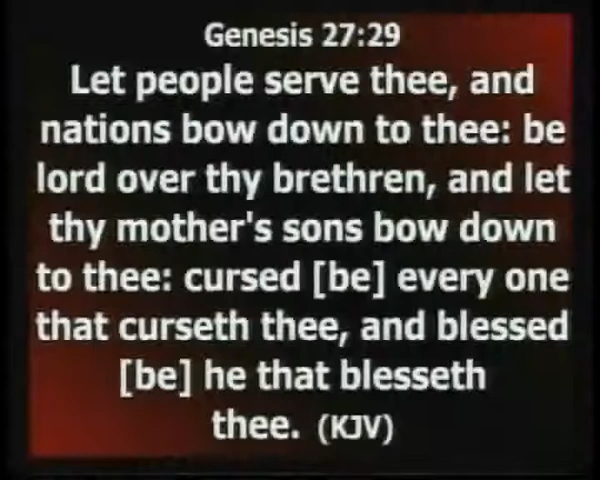 Genesis 27:29
Let people serve thee, and
nations bow down to thee: be
lord over thy brethren, and let
thy mother's sons bow down
to thee: cursed [be] every one
that curseth thee, and blessed
[be] he that blesseth
thee. (KJV)